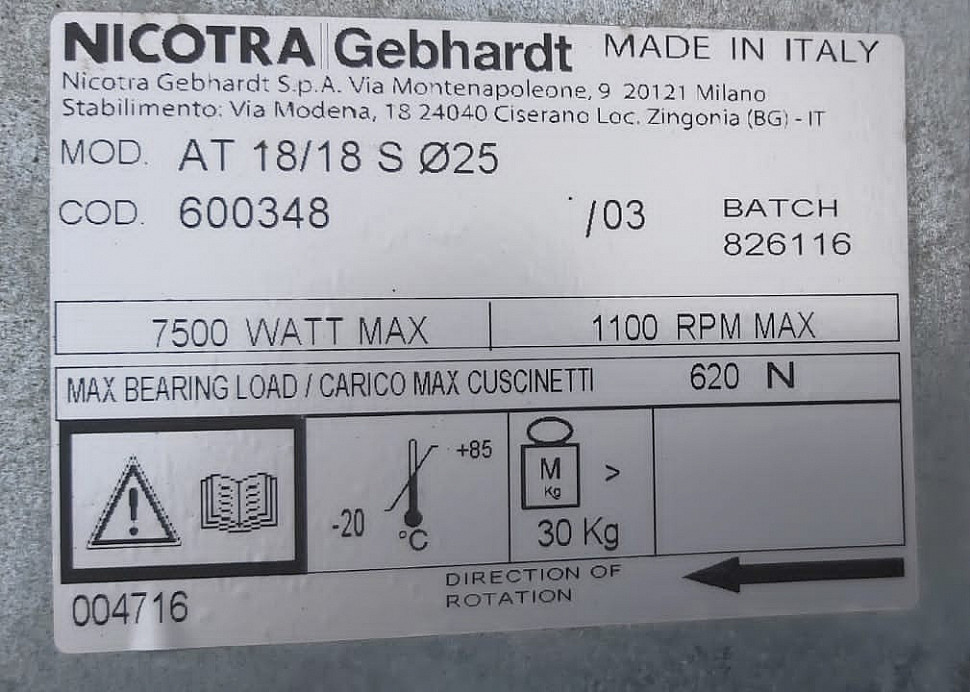 NICOTRA Gebhardt MADE IN ITALY
Nicotra Gebhardt S.p.A. Via Montenapoleone, 9 20121 Milano
Stabilimento: Via Modena, 18 24040 Ciserano Loc. Zingonia (BG) - IT
MOD. AT 18/18 S Ø25
COD. 600348 /03 BATCH
826116
7500 WATT MAX 1100 RPM MAX
MAX BEARING LOAD / CARICO MAX CUSCINETTI 620 N
+85
-20
°C
M
Kg
>
30 Kg
DIRECTION OF
ROTATION
004716